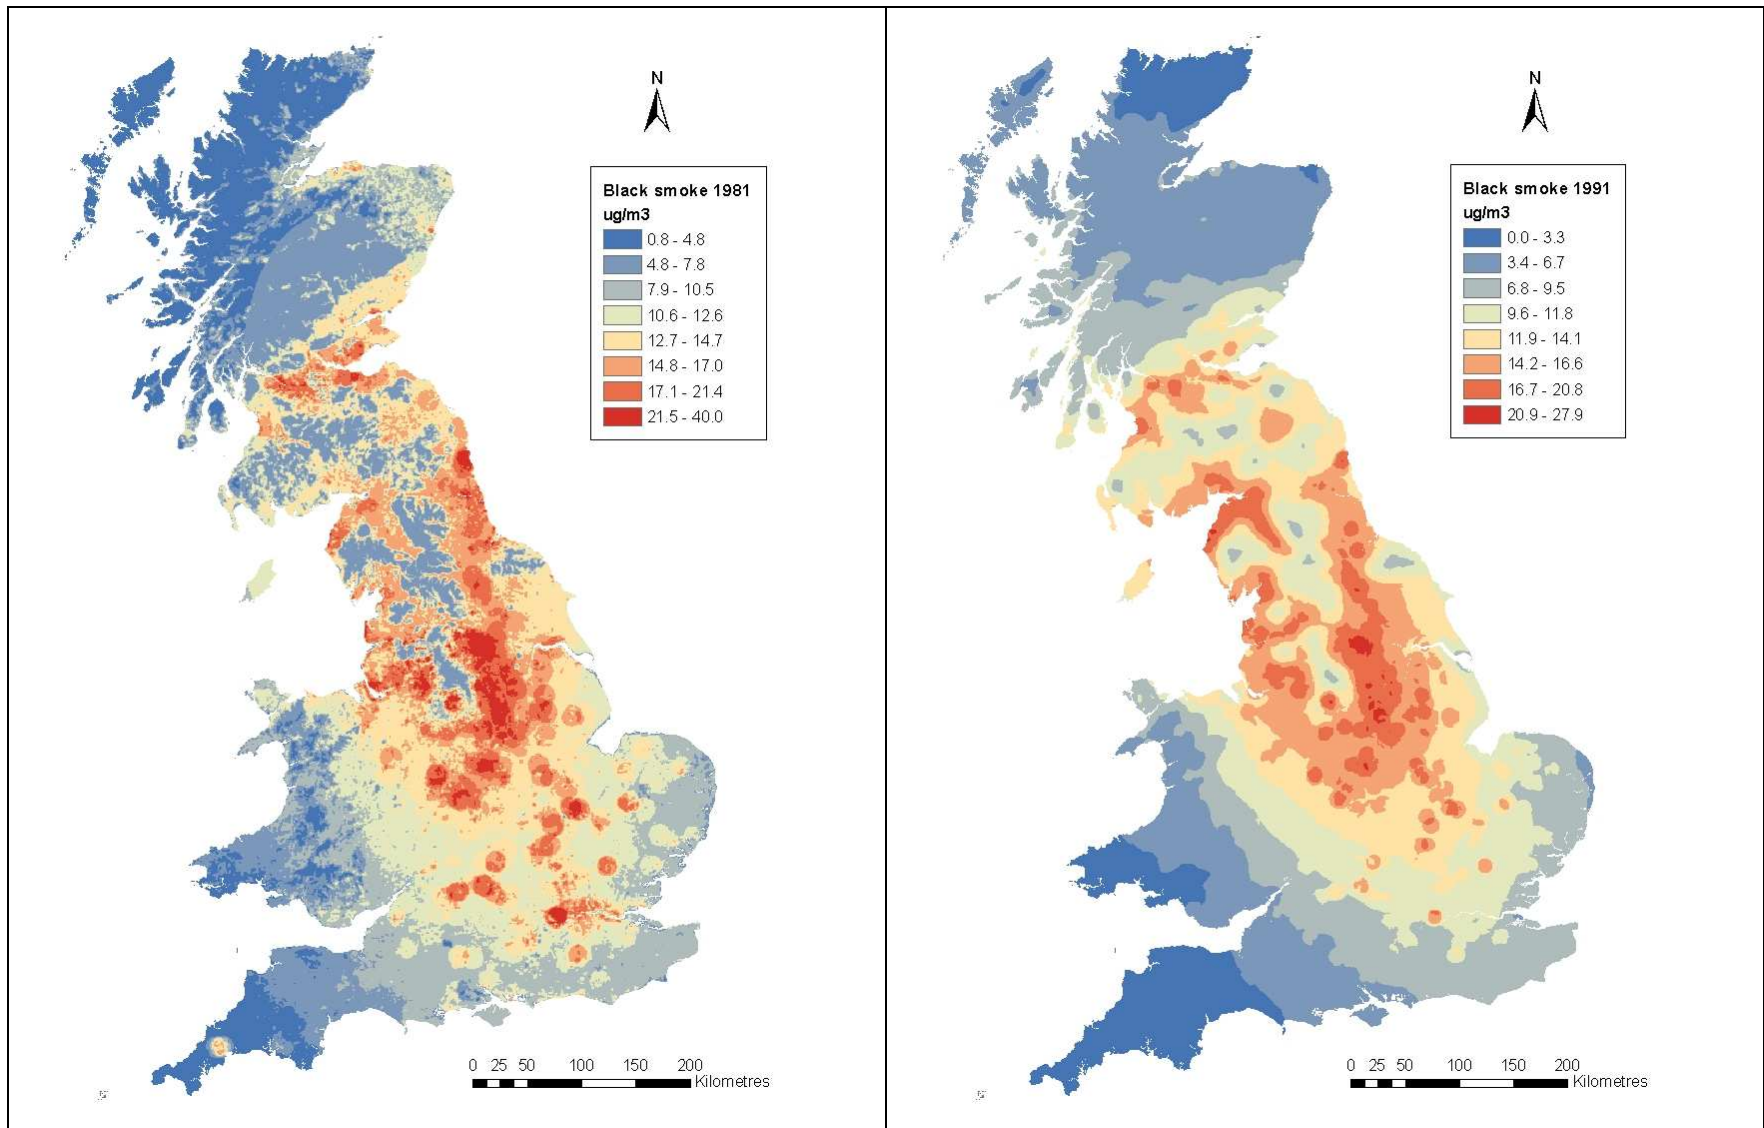 N
Black smoke 1981
ug/m3
0.8 - 4.8
4.8 - 7.8
7.9 - 10.5
10.6 - 12.6
12.7 - 14.7
14.8 - 17.0
17.1 - 21.4
21.5 - 40.0
0 25 50 100 150 200
Kilometres
N
Black smoke 1991
ug/m3
0.0 - 3.3
3.4 - 6.7
6.8 - 9.5
9.6 - 11.8
11.9 - 14.1
14.2 - 16.6
16.7 - 20.8
20.9 - 27.9
0 25 50 100 150 200
Kilometres